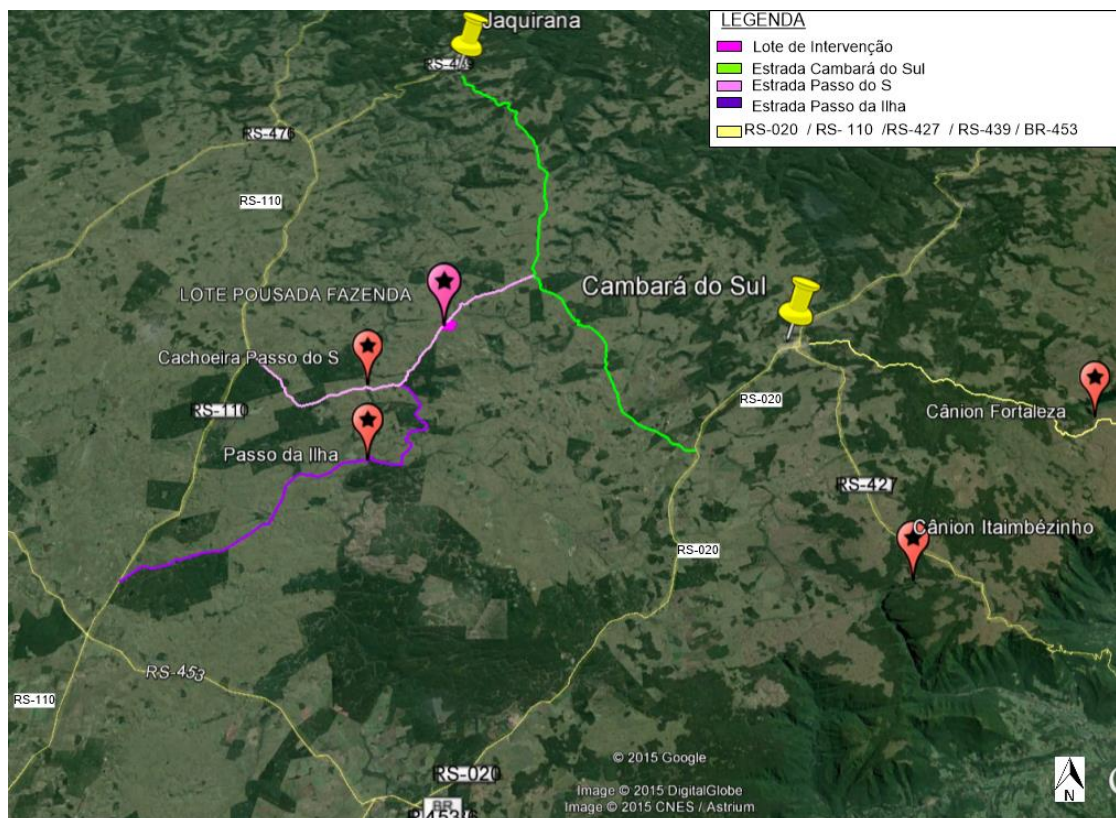 Jaquirana
LEGENDA
Lote de Intervenção
Estrada Cambará do Sul
Estrada Passo do S
Estrada Passo da Ilha
RS-020 / RS- 110 /RS-427 / RS-439 / BR-453
RS-476
RS-110
LOTE POUSADA FAZENDA
Cambará do Sul
Cachoeira Passo do S
RS-110
RS-020
Cânion Fortaleza
Passo da Ilha
RS-427
Cânion Itaimbézinho
RS-020
RS-453
RS-110
© 2015 Google
RS-020
Image © 2015 DigitalGlobe
Image © 2015 CNES / Astrium
BR
N